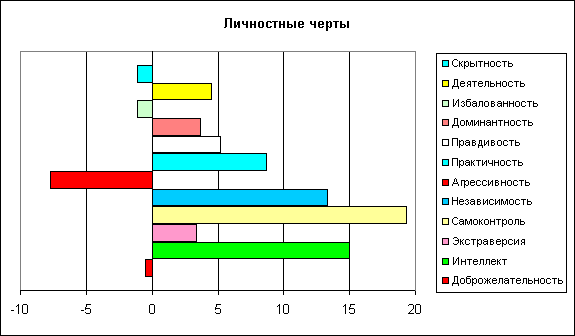 Личностные черты
Скрытность
Деятельность
Избалованность
Доминантность
Правдивость
Практичность
Агрессивность
Независимость
Самоконтроль
Экстраверсия
Интеллект
Доброжелательность
-10 -5 0 5 10 15 20